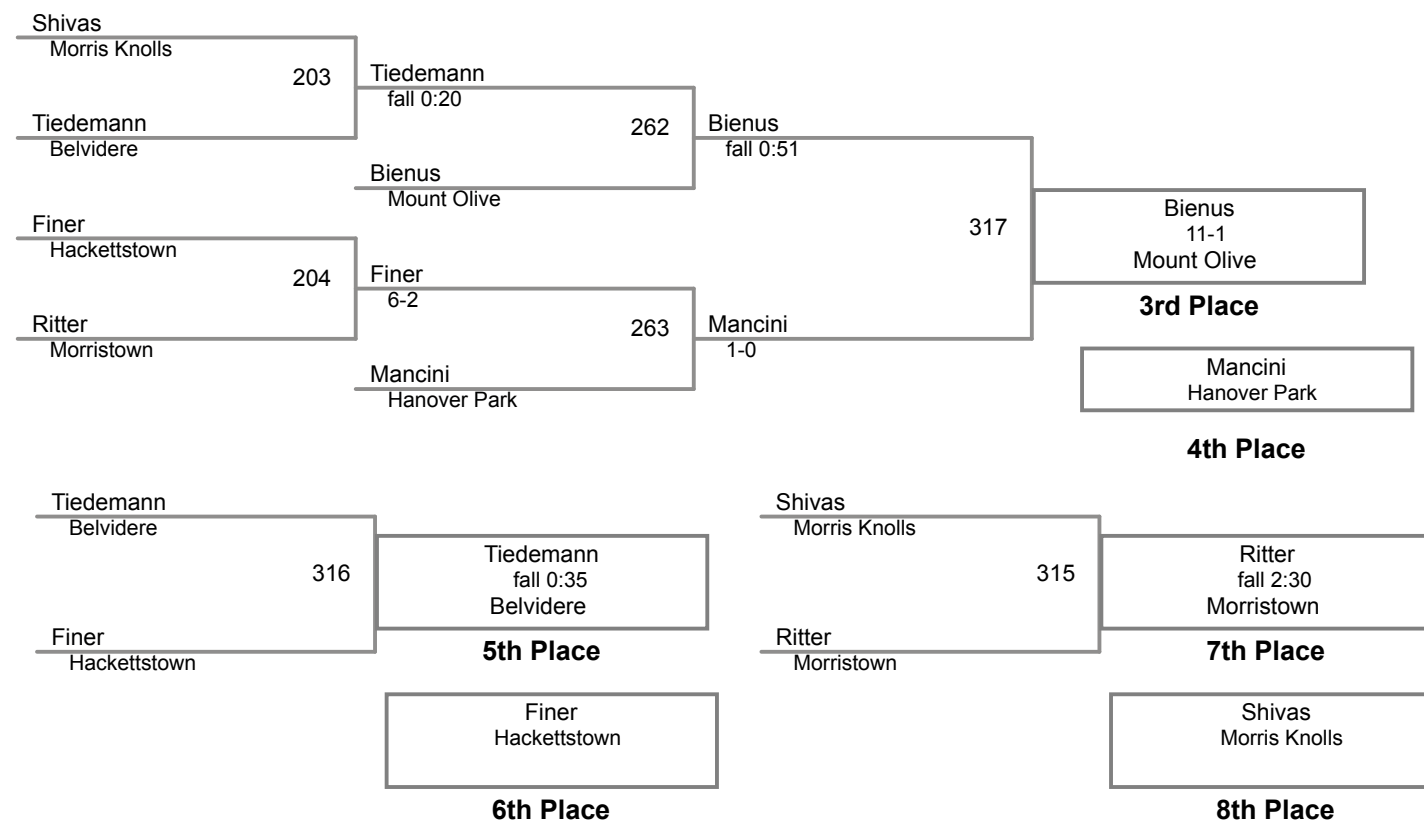 Shivas
Morris Knolls
203
Tiedemann
fall 0:20
Tiedemann
Belvidere
262
Bienus
fall 0:51
Bienus
Mount Olive
Finer
Hackettstown
204
Finer
6-2
Ritter
Morristown
263
Mancini
1-0
Mancini
Hanover Park
317
Bienus
11-1
Mount Olive
3rd Place
Mancini
Hanover Park
4th Place
Tiedemann
Belvidere
316
Finer
Hackettstown
Tiedemann
fall 0:35
Belvidere
5th Place
Finer
Hackettstown
6th Place
Shivas
Morris Knolls
315
Ritter
Morristown
Ritter
fall 2:30
Morristown
7th Place
Shivas
Morris Knolls
8th Place